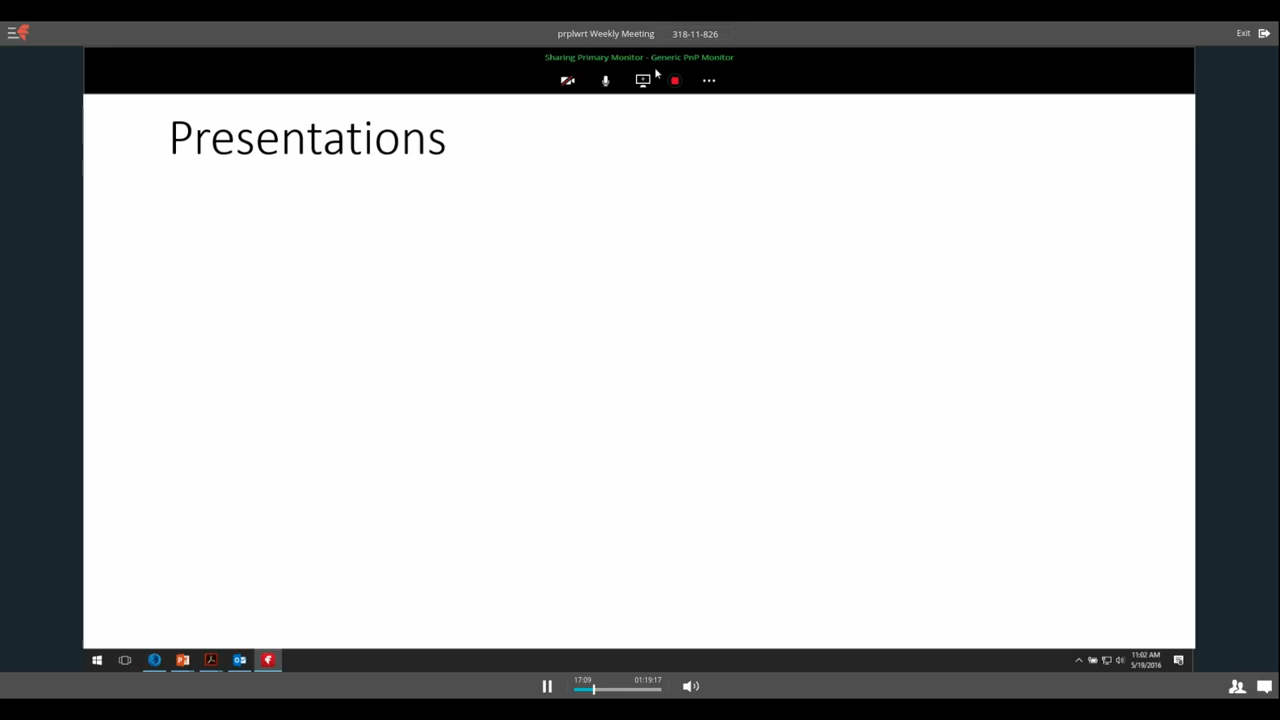 prplwrt Weekly Meeting 318-11-826
Exit
Sharing Primary Monitor - Generic PnP Monitor
Presentations
11:02 AM
5/19/2016
17:09 01:19:17